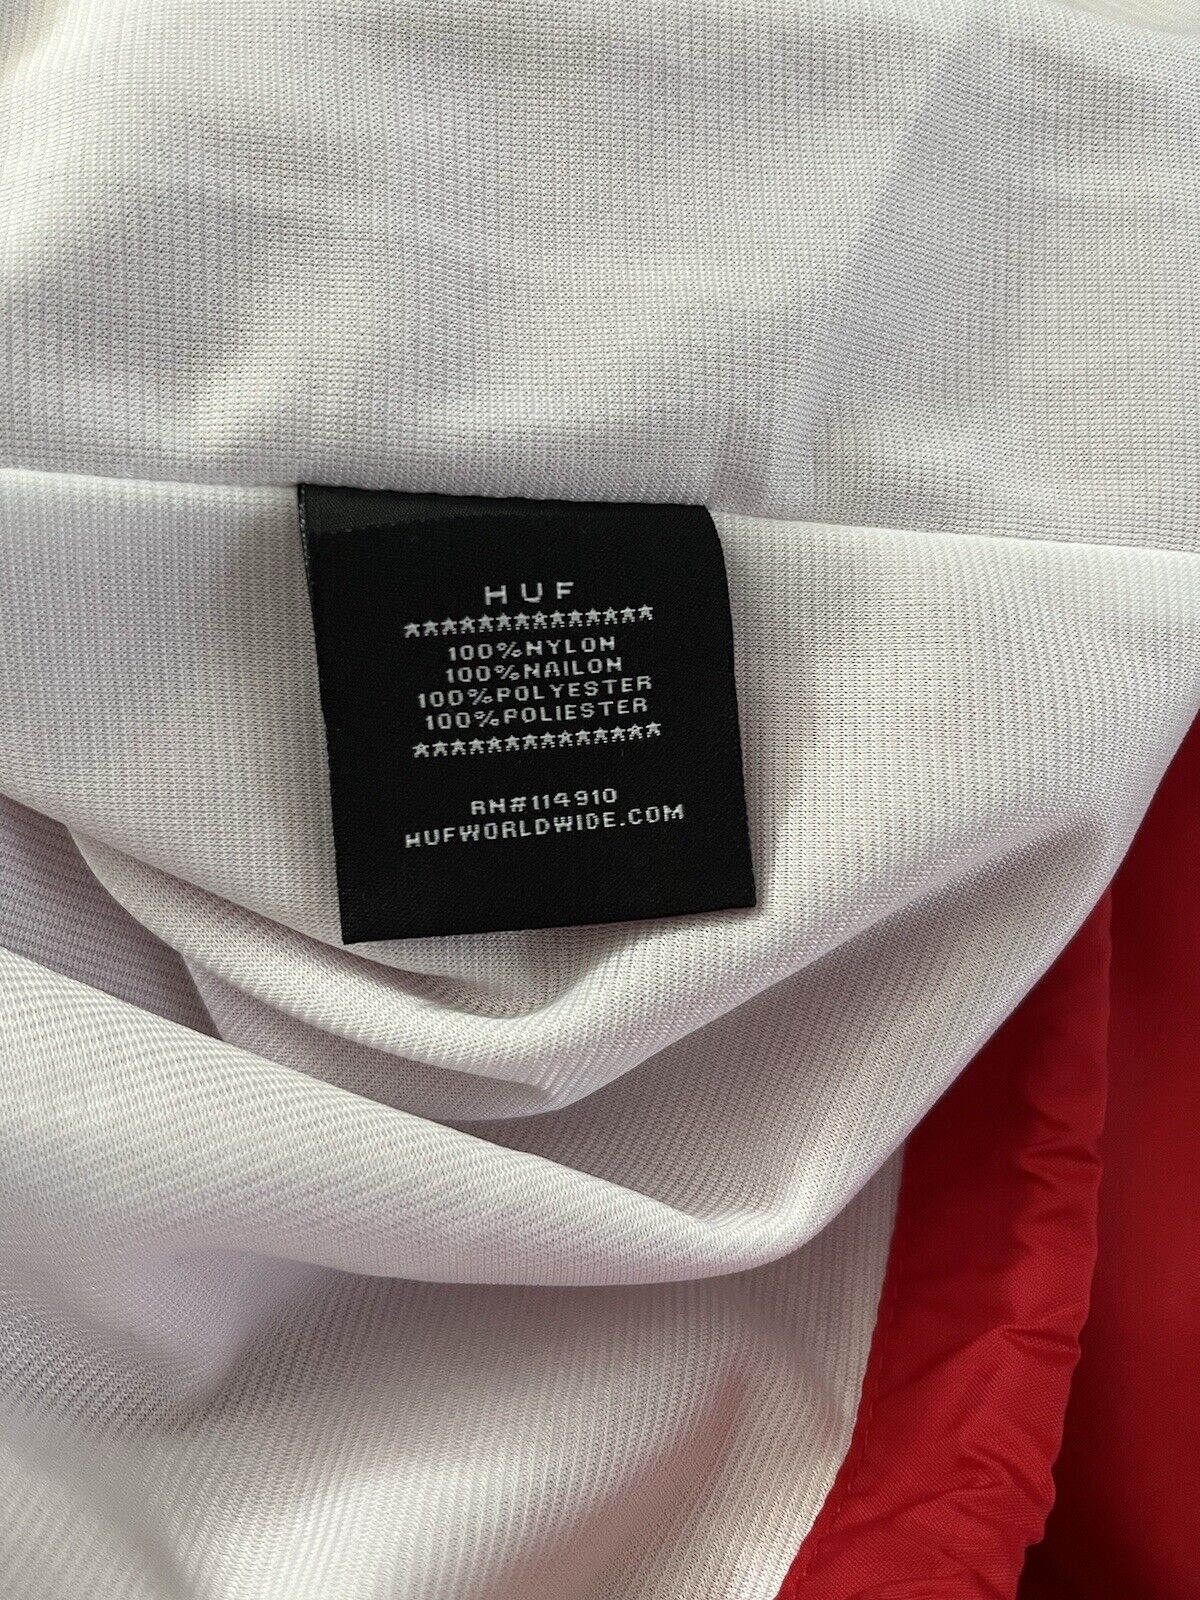 HUF
★★★★★★★★★★★★★★
100%NYLON
100%NAILON
100%POLYESTER
100%POLIESTER
★★★★★★★★★★★★★★
RN#114910
HUFWORLDWIDE.COM